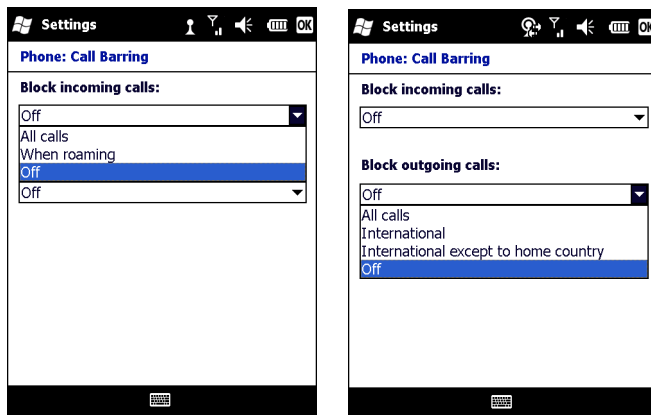 Settings
OK
Phone: Call Barring
Block incoming calls:
Off
All calls
When roaming
Off
Off
Settings
OK
Phone: Call Barring
Block incoming calls:
Off
Block outgoing calls:
Off
All calls
International
International except to home country
Off